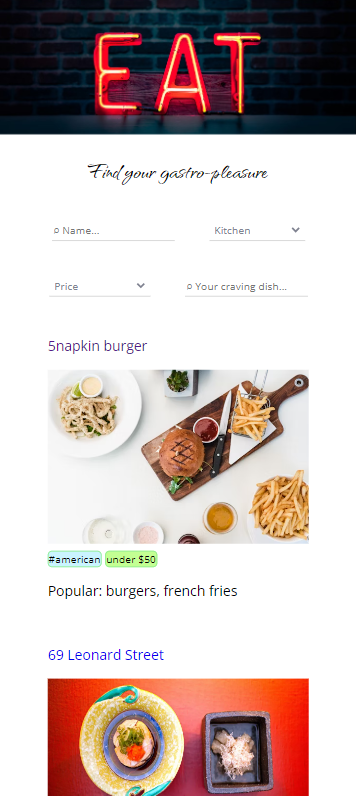 EAT
Find your gastro-pleasure
Name...
Kitchen
Price
Your craving dish...
5napkin burger
#american under $50
Popular: burgers, french fries
69 Leonard Street